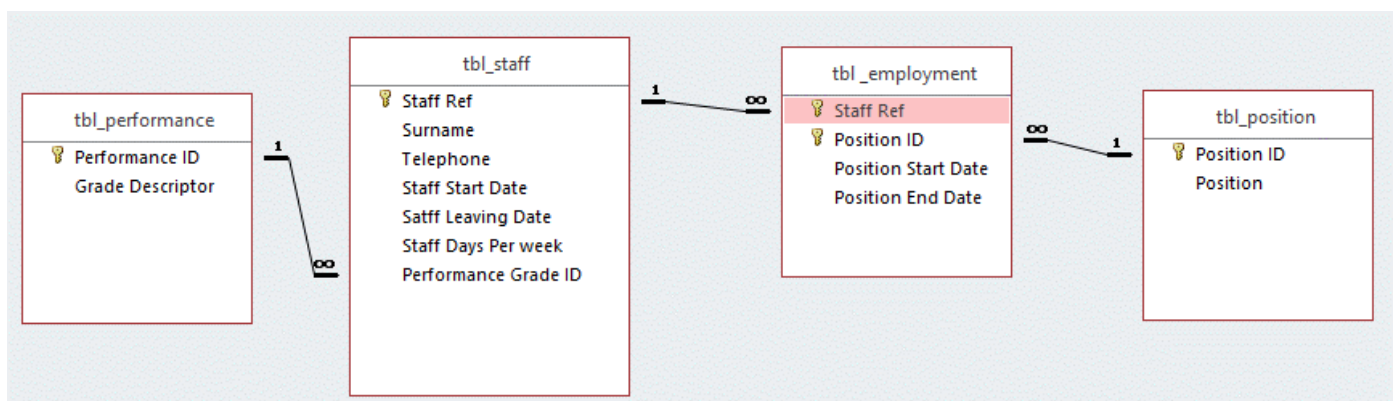 tbl_performance
Performance ID
Grade Descriptor
1
∞
tbl_staff
Staff Ref
Surname
Telephone
Staff Start Date
Satff Leaving Date
Staff Days Per week
Performance Grade ID
1
∞
tbl _employment
Staff Ref
Position ID
Position Start Date
Position End Date
∞
1
tbl_position
Position ID
Position